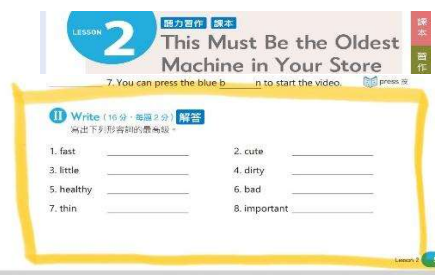 LESSON 2
聽力習作 課本
This Must Be the Oldest
Machine in Your Store
課本
習作
7. You can press the blue b____n to start the video.
press 按
II Write (16分，每題2分) 解答
寫出下列形容詞的最高級。
1. fast
2. cute
3. little
4. dirty
5. healthy
6. bad
7. thin
8. important
Lesson 2